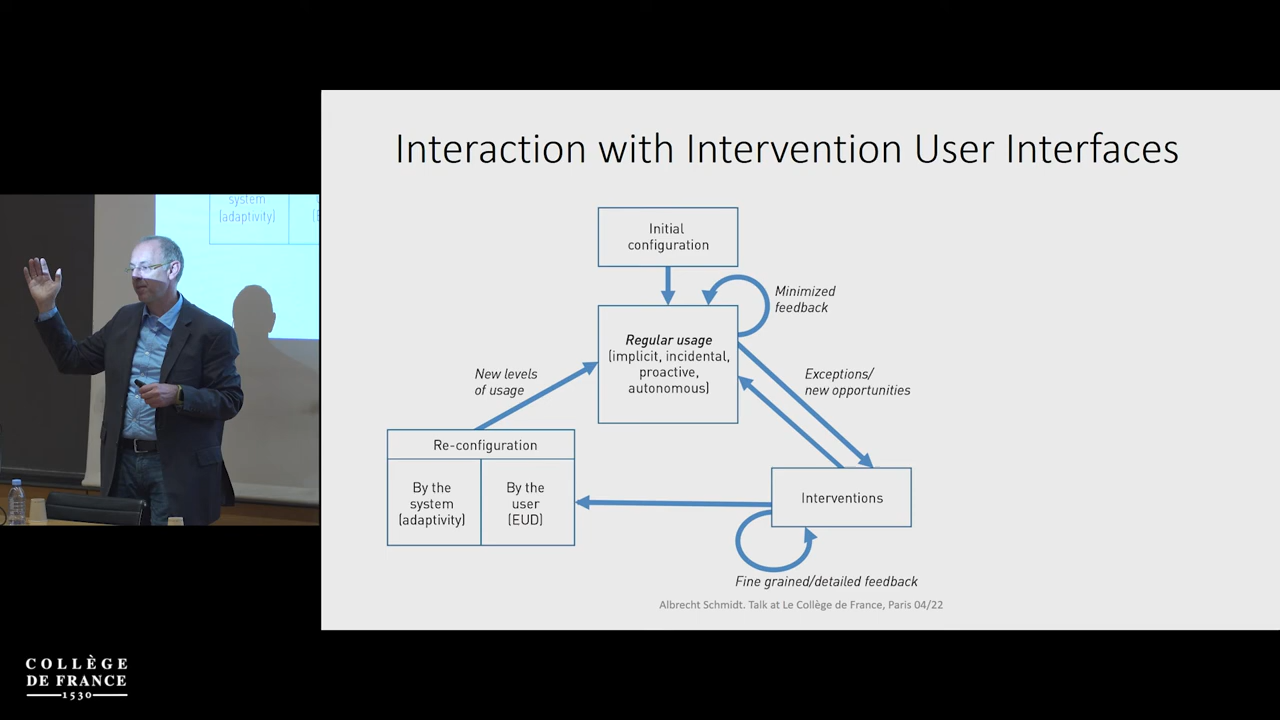 Interaction with Intervention User Interfaces
Initial
configuration
Minimized
feedback
Regular usage
(implicit, incidental,
proactive,
autonomous)
New levels
of usage
Exceptions/
new opportunities
Re-configuration
By the
system
(adaptivity)
By the
user
(EUD)
Interventions
Fine grained/detailed feedback
Albrecht Schmidt. Talk at Le Collège de France, Paris 04/22
system
(adaptivity)
COLLÈGE
DE FRANCE
1530